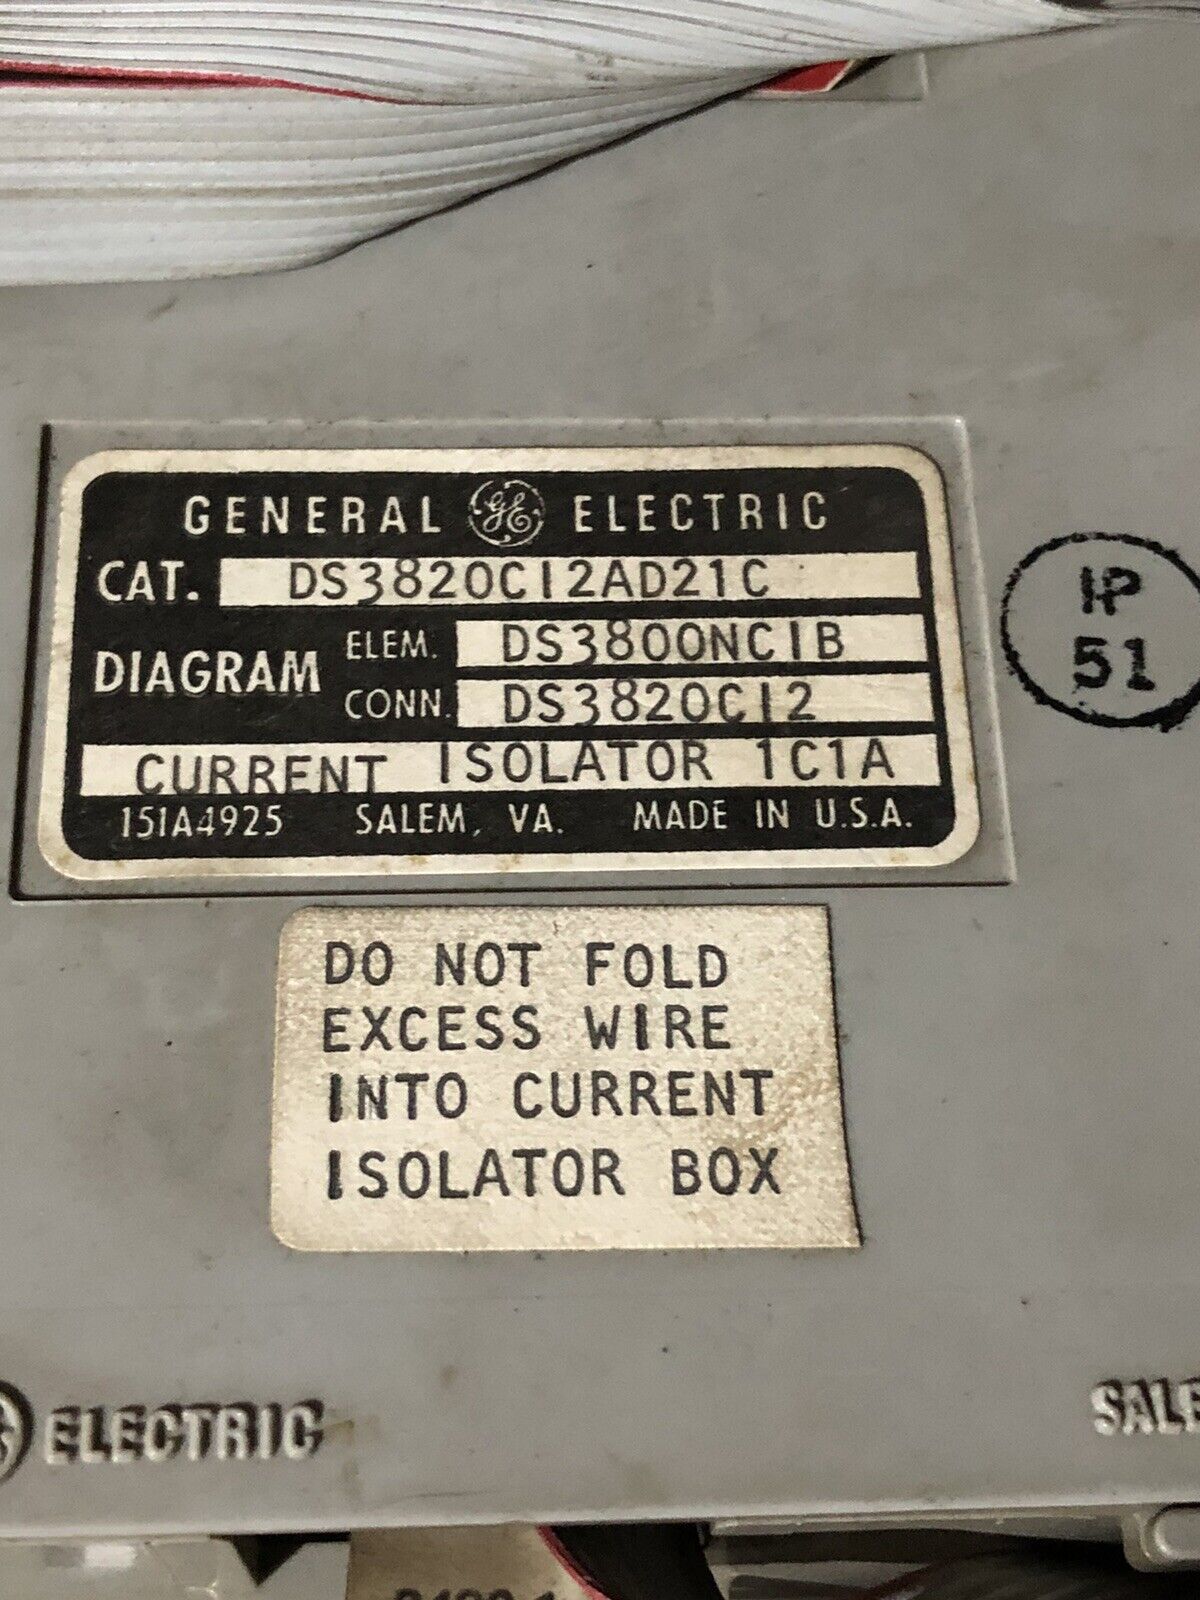 GENERAL GE ELECTRIC
CAT. DS3820CI2AD21C
DIAGRAM
ELEM. DS3800NCIB
CONN. DS3820CI2
CURRENT ISOLATOR 1C1A
151A4925 SALEM, VA. MADE IN U.S.A.
IP
51
DO NOT FOLD
EXCESS WIRE
INTO CURRENT
ISOLATOR BOX
ELECTRIC
SALE